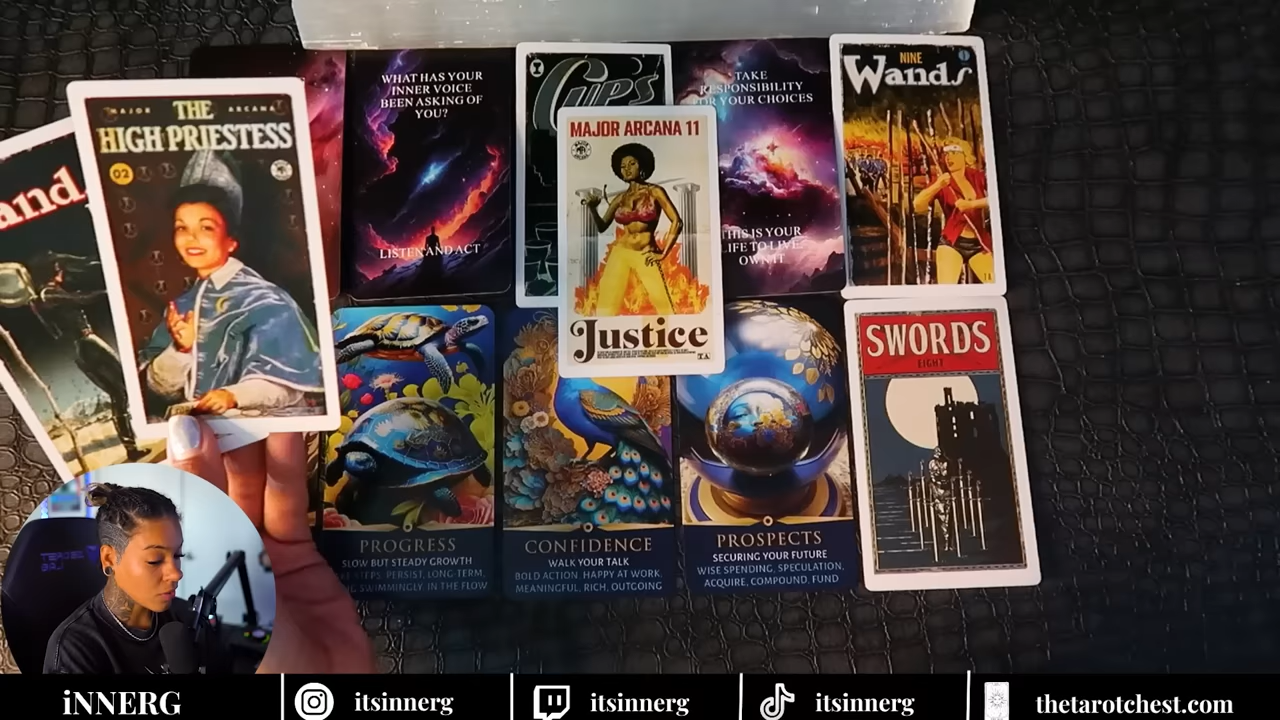 MAJOR ARCANA
THE
HIGH PRIESTESS
02
and
WHAT HAS YOUR
INNER VOICE
BEEN ASKING OF
YOU?
LISTEN AND ACT
CUPS
MAJOR ARCANA 11
Justice
TAKE
RESPONSIBILITY
FOR YOUR CHOICES
THIS IS YOUR
LIFE TO LIVE.
OWN IT
NINE
Wands
PROGRESS
SLOW BUT STEADY GROWTH
STEPS, PERSIST, LONG-TERM,
SWIMMINGLY, IN THE FLOW
CONFIDENCE
WALK YOUR TALK
BOLD ACTION, HAPPY AT WORK,
MEANINGFUL, RICH, OUTGOING
PROSPECTS
SECURING YOUR FUTURE
WISE SPENDING, SPECULATION,
ACQUIRE, COMPOUND, FUND
SWORDS
EIGHT
iNNERG
itsinnerg
itsinnerg
itsinnerg
thetarotchest.com